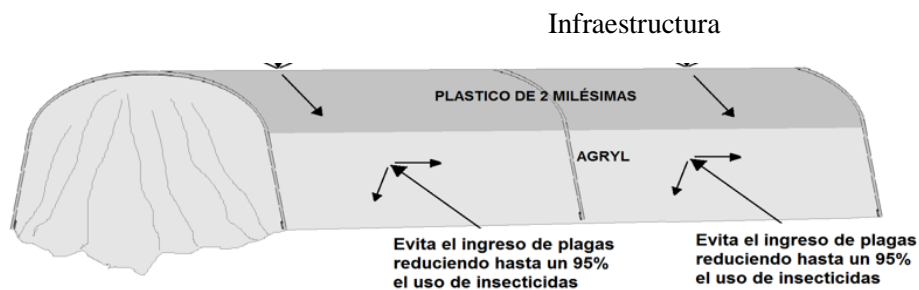 Infraestructura
PLASTICO DE 2 MILÉSIMAS
AGRYL
Evita el ingreso de plagas
reduciendo hasta un 95%
el uso de insecticidas
Evita el ingreso de plagas
reduciendo hasta un 95%
el uso de insecticidas